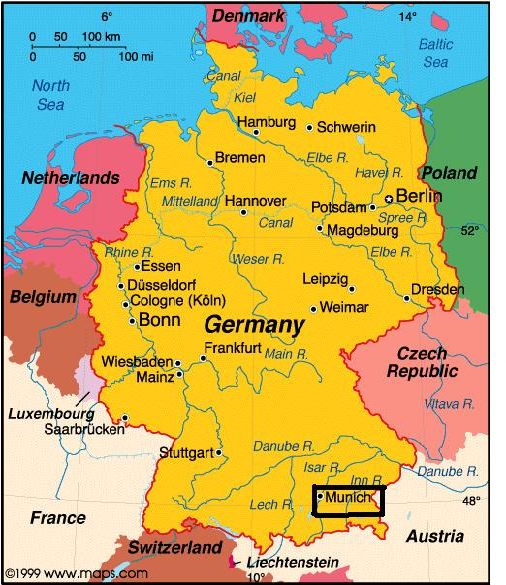 6°
Denmark
14°
0 50 100 km
0 50 100 mi
Baltic
Sea
North
Sea
Canal
Kiel
Hamburg
Schwerin
Elbe R.
Bremen
Havel R.
Poland
Netherlands
Ems R.
Mittelland
Hannover
Canal
Potsdam
Berlin
Spree R.
Magdeburg
52°
Elbe R.
Rhine R.
Weser R.
Essen
Leipzig
Düsseldorf
Dresden
Belgium
Cologne (Köln)
Weimar
Bonn
Germany
Frankfurt
Main R.
Czech
Republic
Wiesbaden
Mainz
Vltava R.
Luxembourg
Saarbrücken
Danube R.
Stuttgart
Isar R.
Danube R.
Inn R.
Munich
Lech R.
48°
France
Austria
Switzerland
Liechtenstein
©1999 www.maps.com
10°